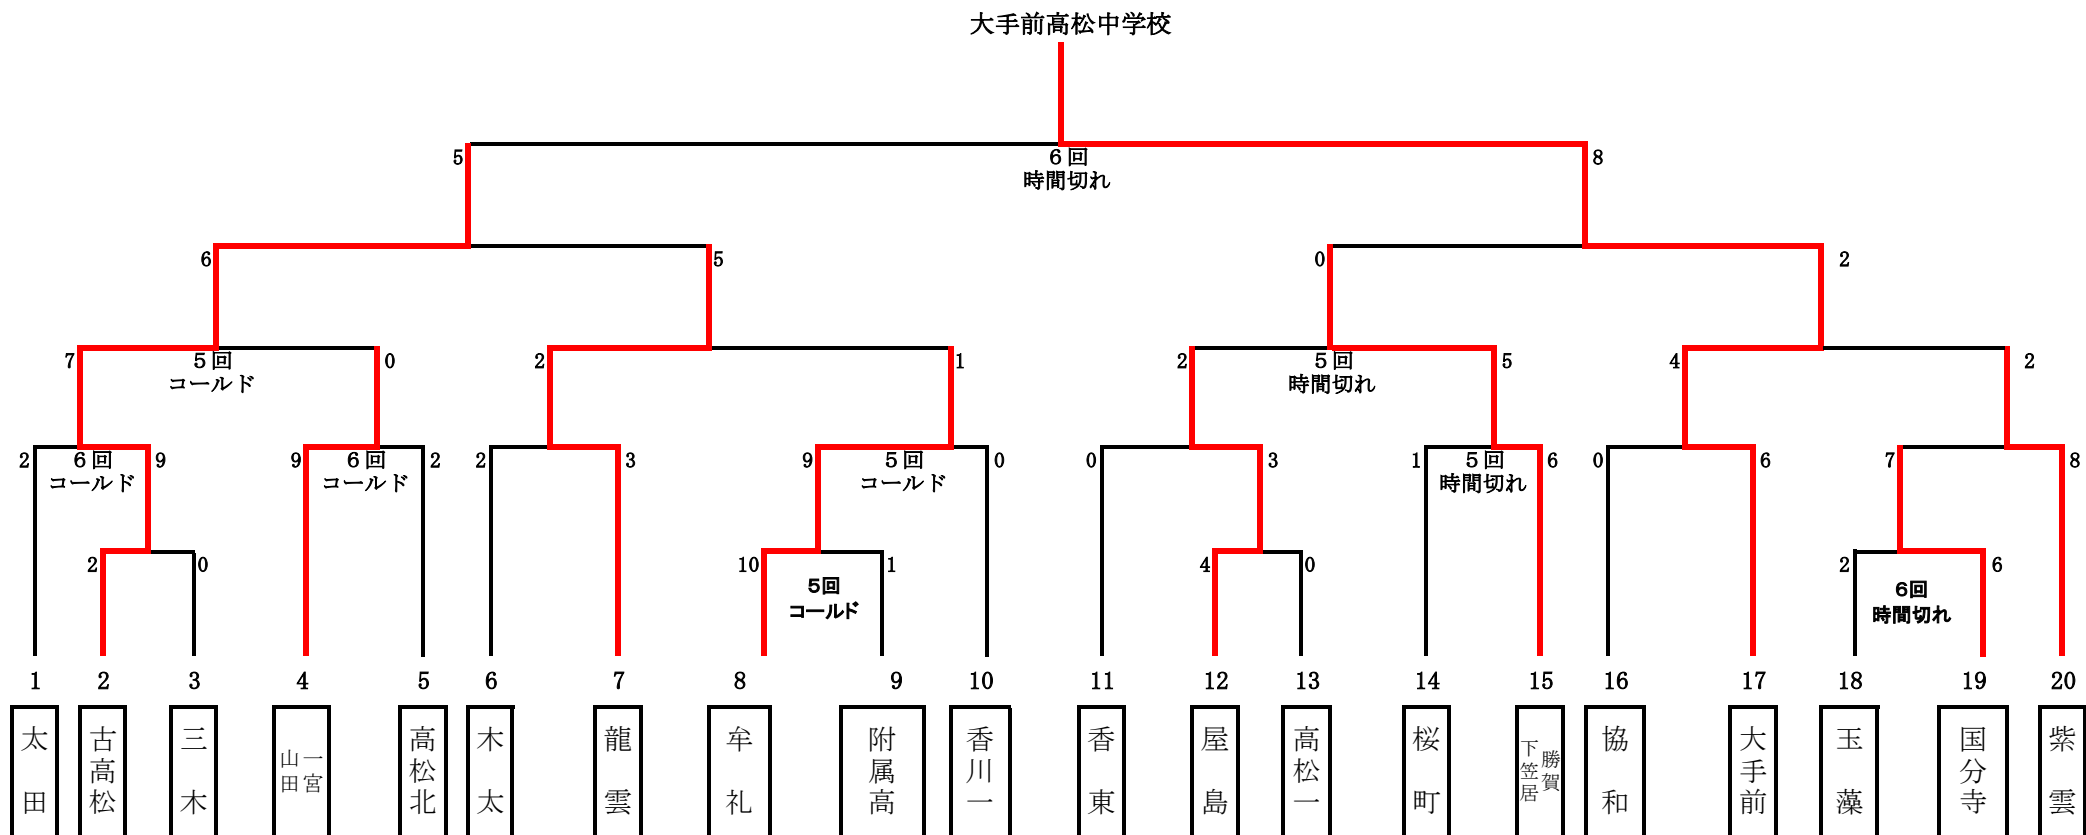 大手前高松中学校
5 6回 8
時間切れ
6 5 0 2
7 5回 0 2 1 2 5回 5 4 2
コールド 時間切れ
2 6回 9 9 6回 2 2 3 9 5回 0 0 3 1 5回 6 0 6 7 8
コールド コールド コールド 時間切れ
2 0 10 1 4 0 2 6
5回 6回
コールド 時間切れ
1 2 3 4 5 6 7 8 9 10 11 12 13 14 15 16 17 18 19 20
太田
古高松
三木
一宮
山田
高松北
木太
龍雲
牟礼
附属高
香川一
香東
屋島
高松一
桜町
勝賀
下笠居
協和
大手前
玉藻
国分寺
紫雲